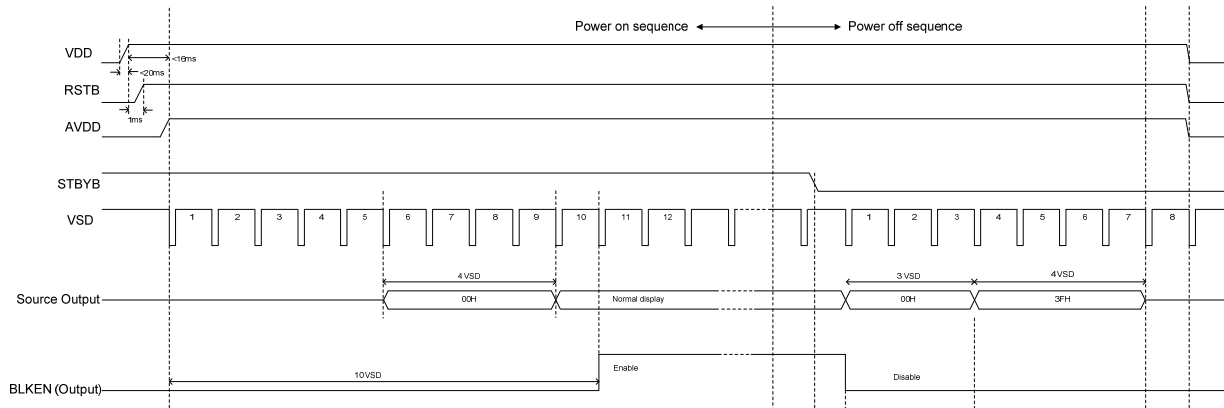 Power on sequence
Power off sequence
VDD
<16ms
<20ms
RSTB
1ms
AVDD
STBYB
VSD
1 2 3 4 5 6 7 8 9 10 11 12 1 2 3 4 5 6 7 8
4 VSD
3 VSD
4VSD
Source Output
00H
Normal display
00H
3FH
Enable
10 VSD
Disable
BLKEN (Output)